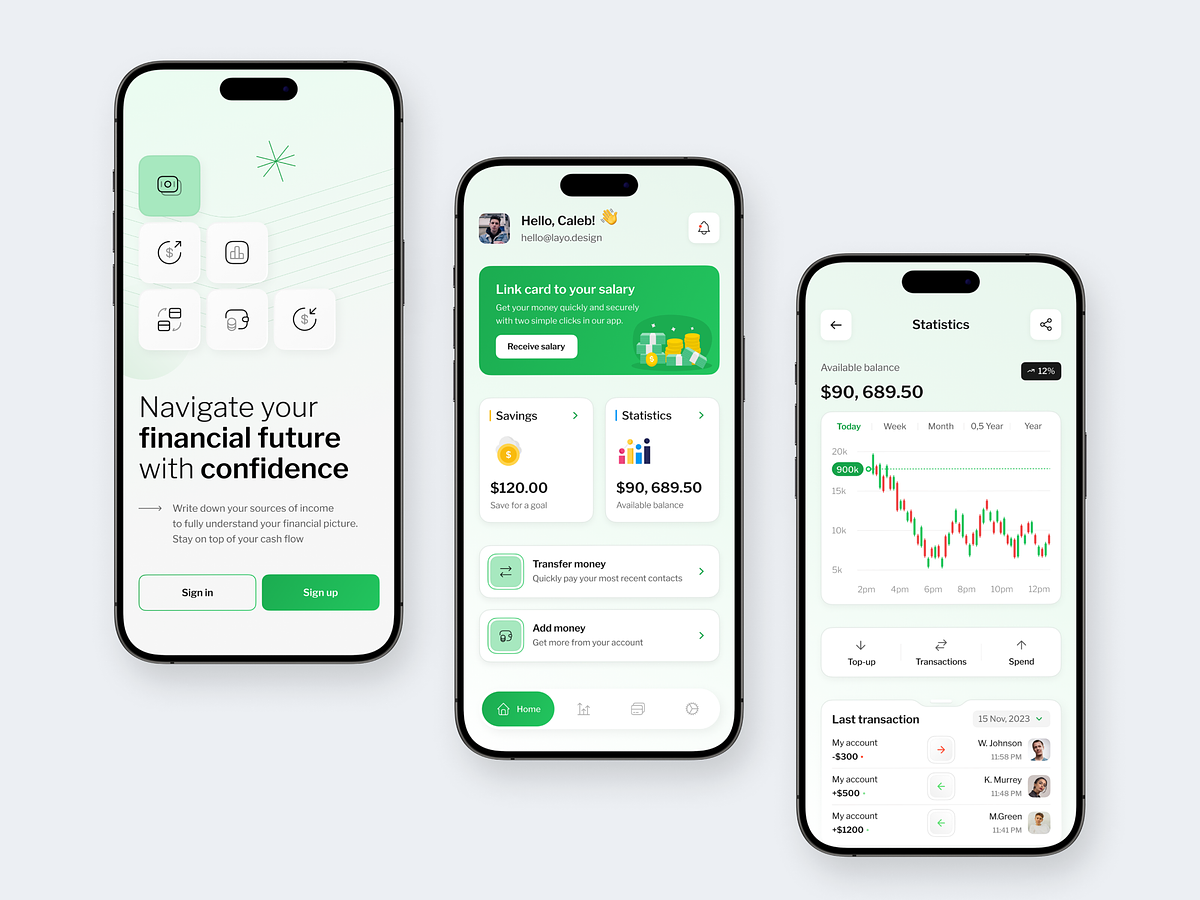 Navigate your
financial future
with confidence
Write down your sources of income
to fully understand your financial picture.
Stay on top of your cash flow
Sign in
Sign up
Hello, Caleb! 👋
hello@layo.design
Link card to your salary
Get your money quickly and securely
with two simple clicks in our app.
Receive salary
Savings
$120.00
Save for a goal
Statistics
$90, 689.50
Available balance
Transfer money
Quickly pay your most recent contacts
Add money
Get more from your account
Home
Statistics
Available balance
12%
$90, 689.50
Today Week Month 0,5 Year Year
20k
900k
15k
10k
5k
2pm 4pm 6pm 8pm 10pm 12pm
Top-up
Transactions
Spend
Last transaction
15 Nov, 2023
My account
-$300
W. Johnson
11:58 PM
My account
+$500
K. Murrey
11:48 PM
My account
+$1200
M.Green
11:41 PM